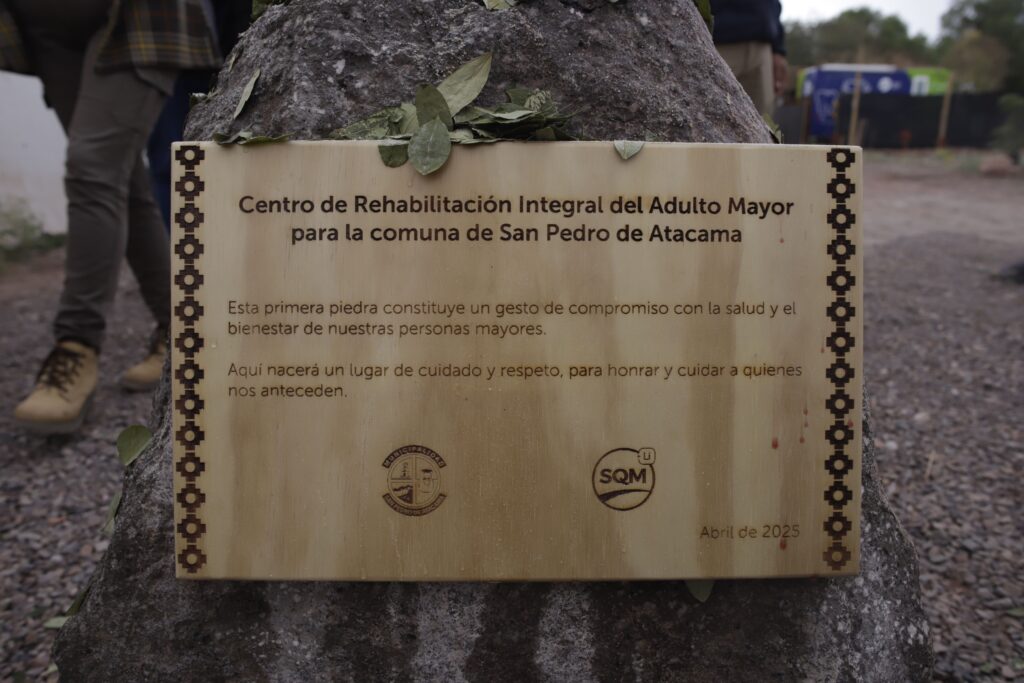 Centro de Rehabilitación Integral del Adulto Mayor
para la comuna de San Pedro de Atacama
Esta primera piedra constituye un gesto de compromiso con la salud y el
bienestar de nuestras personas mayores.
Aquí nacerá un lugar de cuidado y respeto, para honrar y cuidar a quienes
nos anteceden.
MUNICIPALIDAD
SQM
Li
Abril de 2025